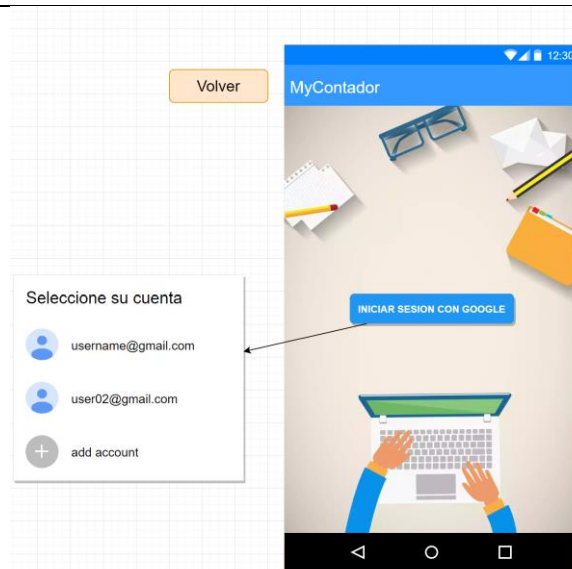 12:30
Volver
MyContador
Seleccione su cuenta
INICIAR SESION CON GOOGLE
username@gmail.com
user02@gmail.com
add account